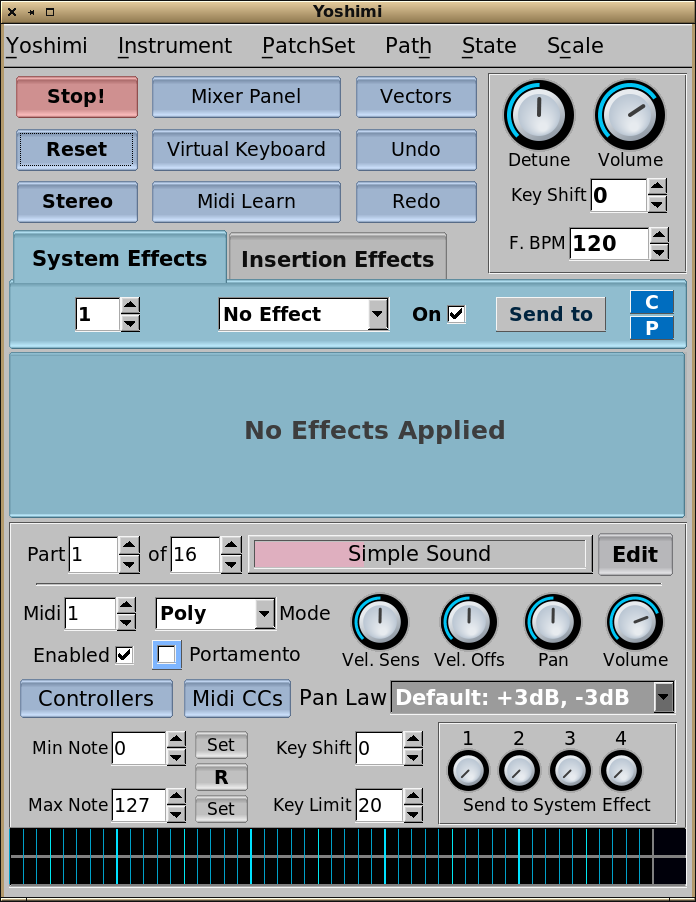 Yoshimi
Yoshimi Instrument PatchSet Path State Scale
Stop! Mixer Panel Vectors
Reset Virtual Keyboard Undo
Stereo Midi Learn Redo
Detune Volume
Key Shift 0
F. BPM 120
System Effects Insertion Effects
1 No Effect On Send to C
P
No Effects Applied
Part 1 of 16 Simple Sound Edit
Midi 1 Poly Mode
Enabled Portamento
Vel. Sens Vel. Offs Pan Volume
Controllers Midi CCs Pan Law Default: +3dB, -3dB
Min Note 0 Set Key Shift 0
R
Max Note 127 Set Key Limit 20
1 2 3 4
Send to System Effect